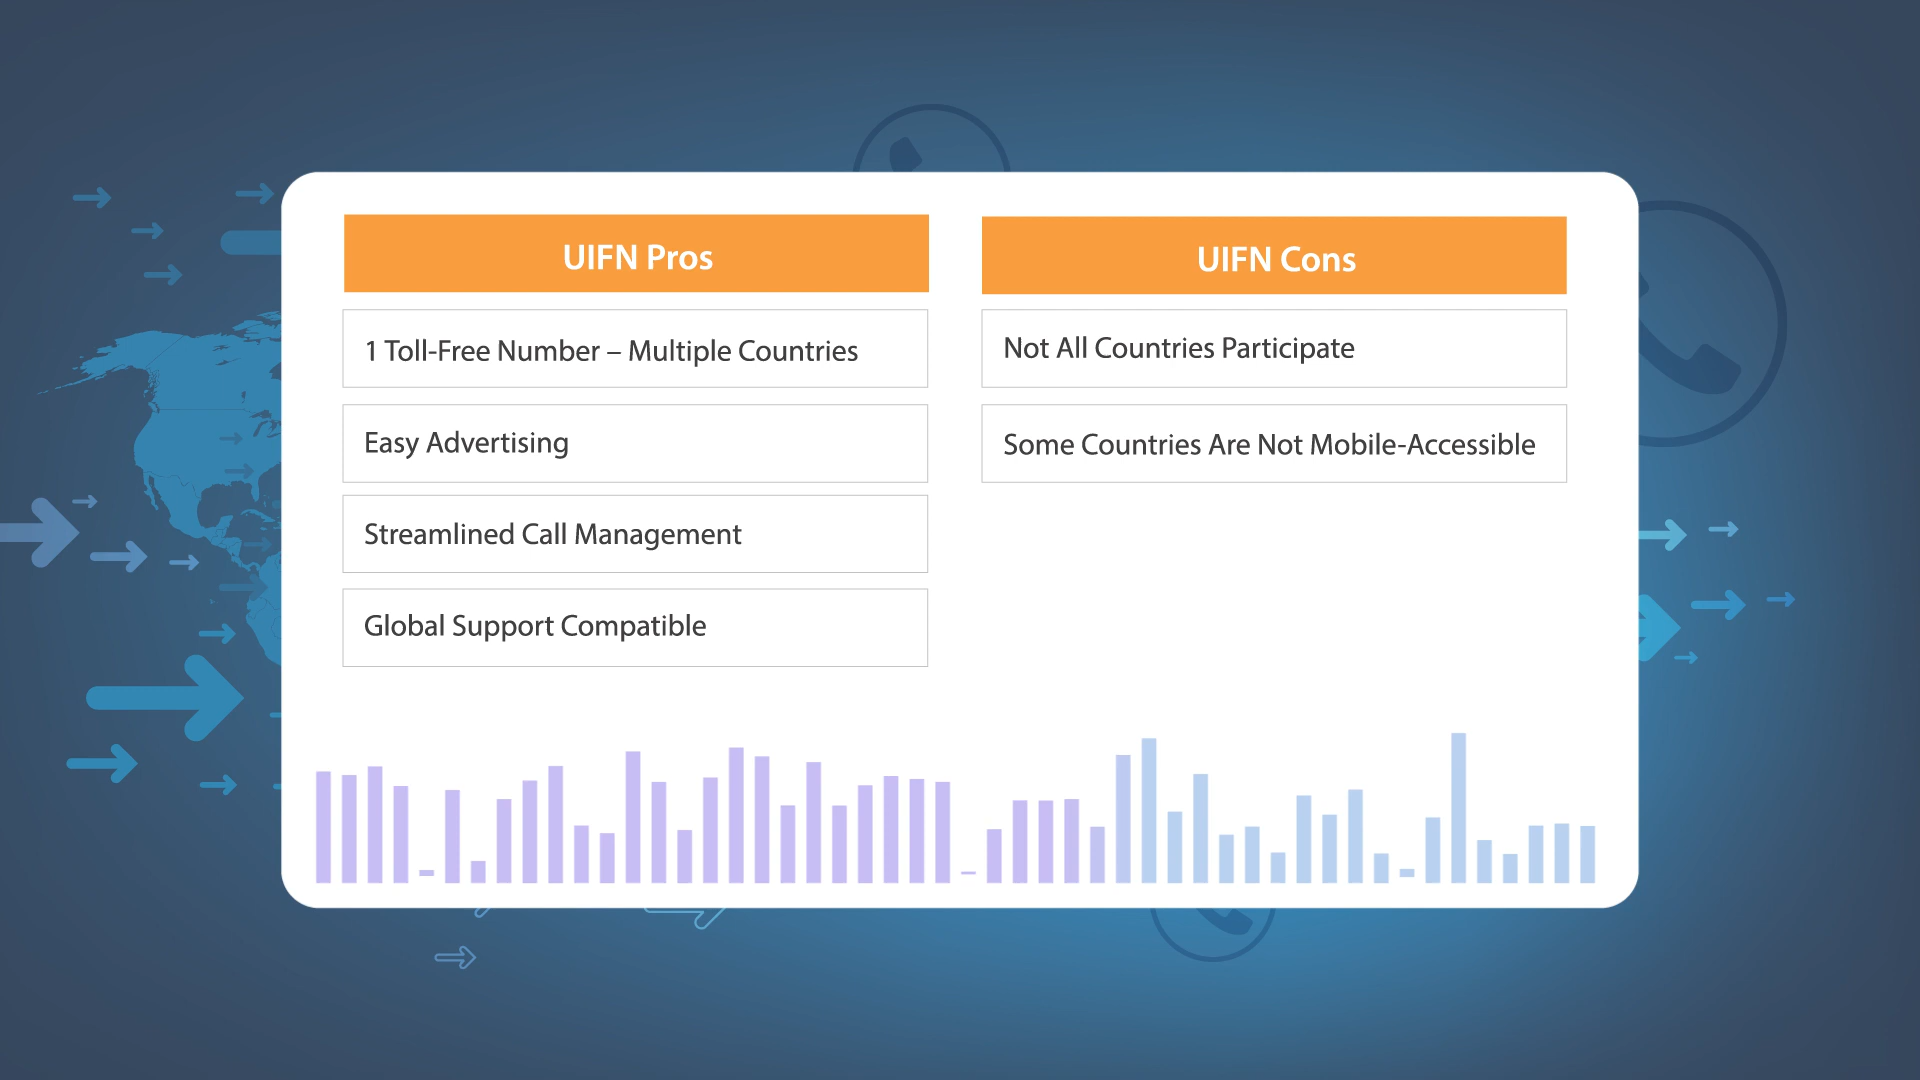 UIFN Pros
1 Toll-Free Number – Multiple Countries
Easy Advertising
Streamlined Call Management
Global Support Compatible
UIFN Cons
Not All Countries Participate
Some Countries Are Not Mobile-Accessible